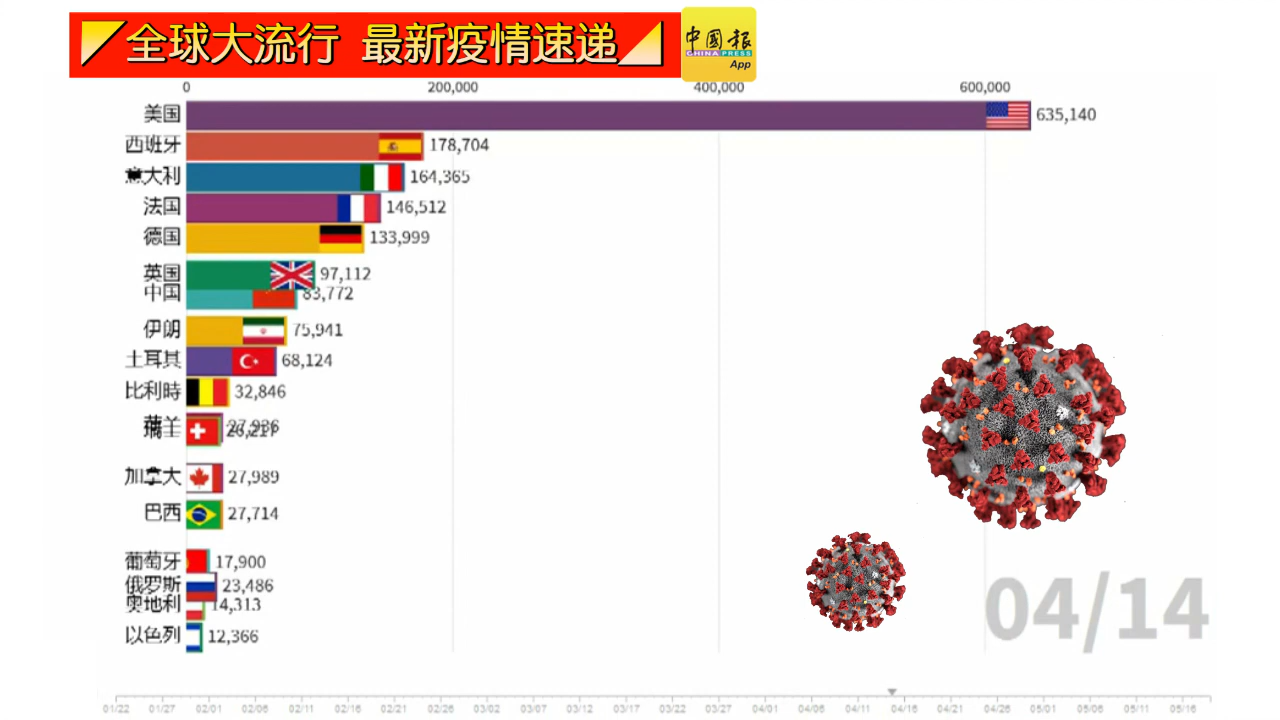 全球大流行 最新疫情速递
中國報
CHINA PRESS
App
0 200,000 400,000 600,000
美国 635,140
西班牙 178,704
意大利 164,365
法国 146,512
德国 133,999
英国 97,112
中国 83,772
伊朗 75,941
土耳其 68,124
比利時 32,846
加拿大 27,989
巴西 27,714
葡萄牙 17,900
俄罗斯 23,486
奥地利 14,313
以色列 12,366
04/14
01/22 01/27 02/01 02/06 02/11 02/16 02/21 02/26 03/02 03/07 03/12 03/17 03/22 03/27 04/01 04/06 04/11 04/16 04/21 04/26 05/01 05/06 05/11 05/16